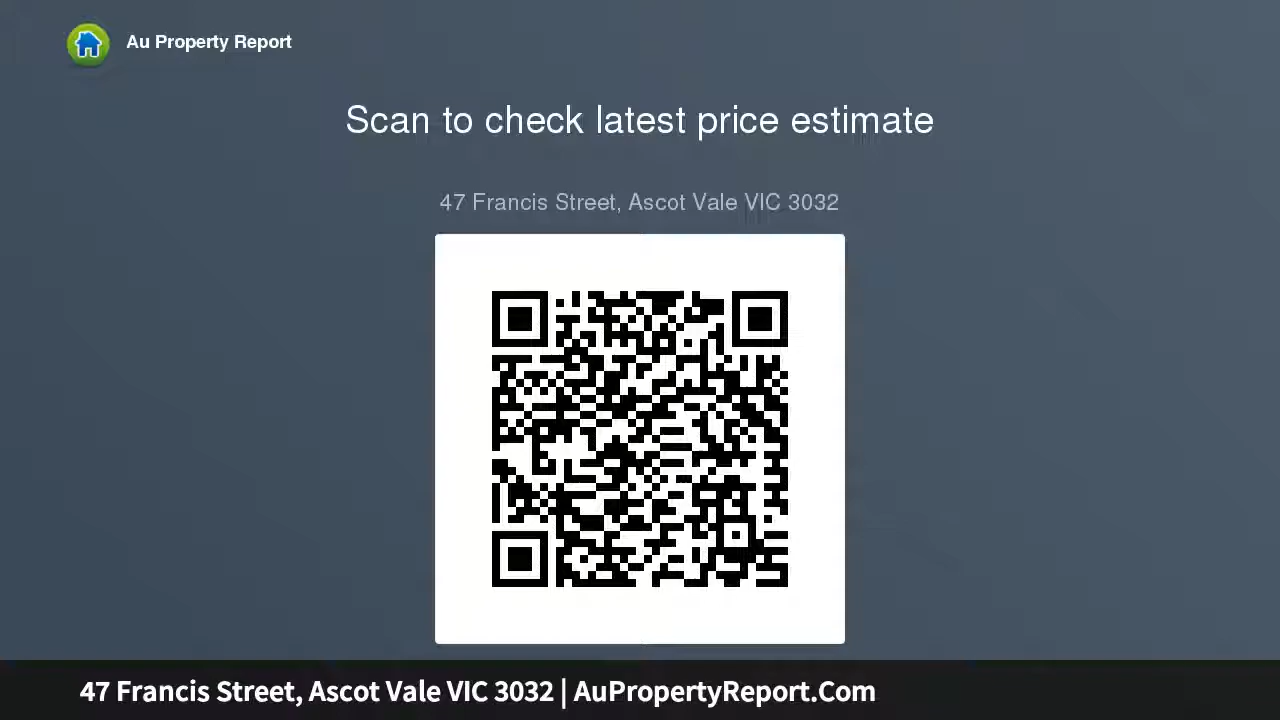 Au Property Report
Scan to check latest price estimate
47 Francis Street, Ascot Vale VIC 3032
47 Francis Street, Ascot Vale VIC 3032 | AuPropertyReport.Com